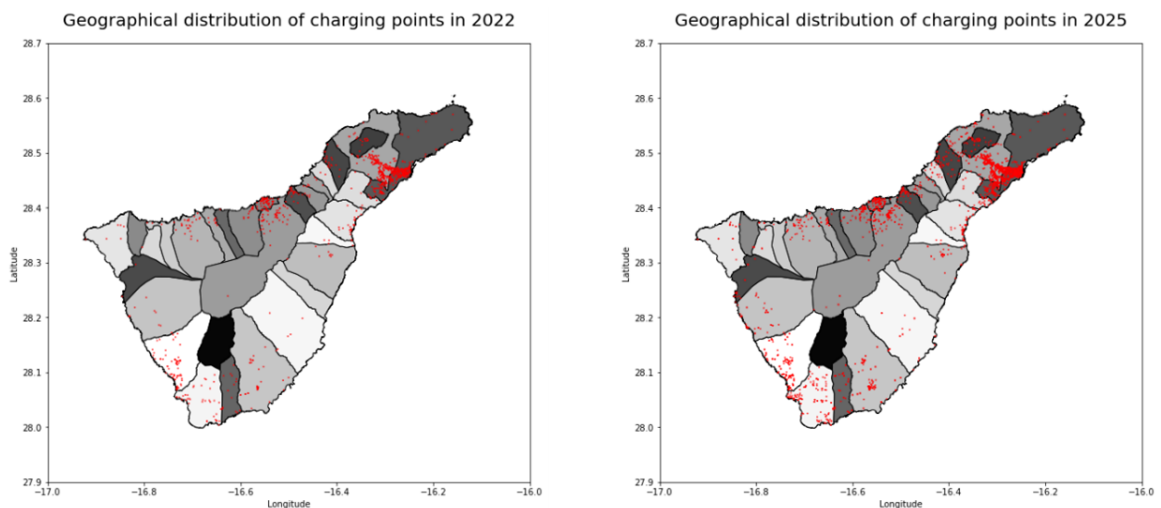 Geographical distribution of charging points in 2022
28.7
28.6
28.5
28.4
28.3
28.2
28.1
28.0
27.9
Latitude
−17.0 −16.8 −16.6 −16.4 −16.2 −16.0
Longitude
Geographical distribution of charging points in 2025
28.7
28.6
28.5
28.4
28.3
28.2
28.1
28.0
27.9
Latitude
−17.0 −16.8 −16.6 −16.4 −16.2 −16.0
Longitude